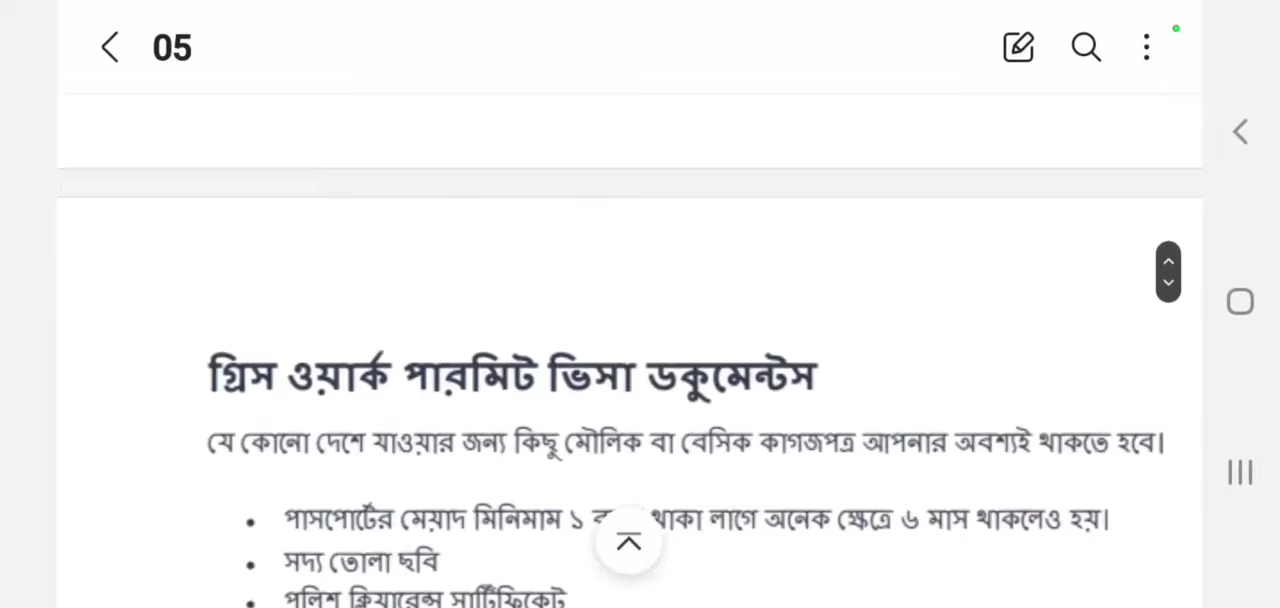 05
গ্রিস ওয়ার্ক পারমিট ভিসা ডকুমেন্টস
যে কোনো দেশে যাওয়ার জন্য কিছু মৌলিক বা বেসিক কাগজপত্র আপনার অবশ্যই থাকতে হবে।
• পাসপোর্টের মেয়াদ মিনিমাম ১ থাকা লাগে অনেক ক্ষেত্রে ৬ মাস থাকলেও হয়।
• সদ্য তোলা ছবি
• পুলিশ ক্লিয়ারেন্স সার্টিফিকেট